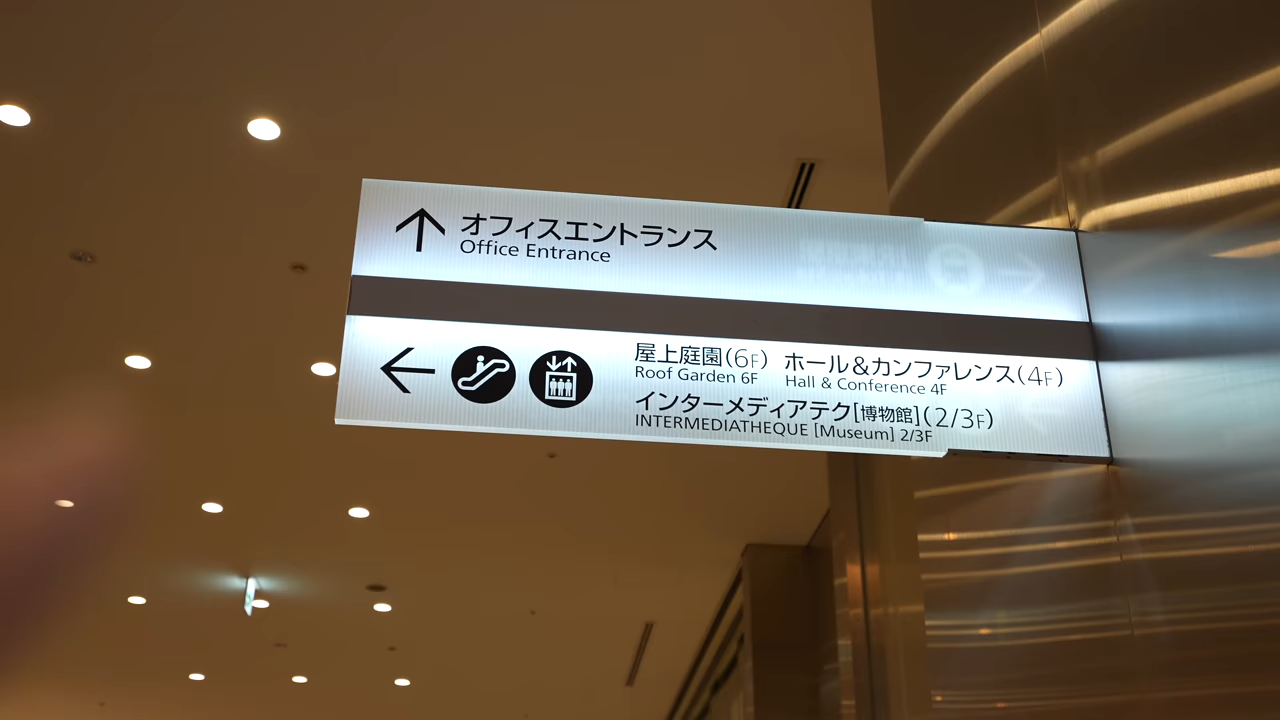 オフィスエントランス
Office Entrance
屋上庭園(6F) ホール&カンファレンス(4F)
Roof Garden 6F Hall & Conference 4F
インターメディアテク[博物館](2/3F)
INTERMEDIATHEQUE [Museum] 2/3F